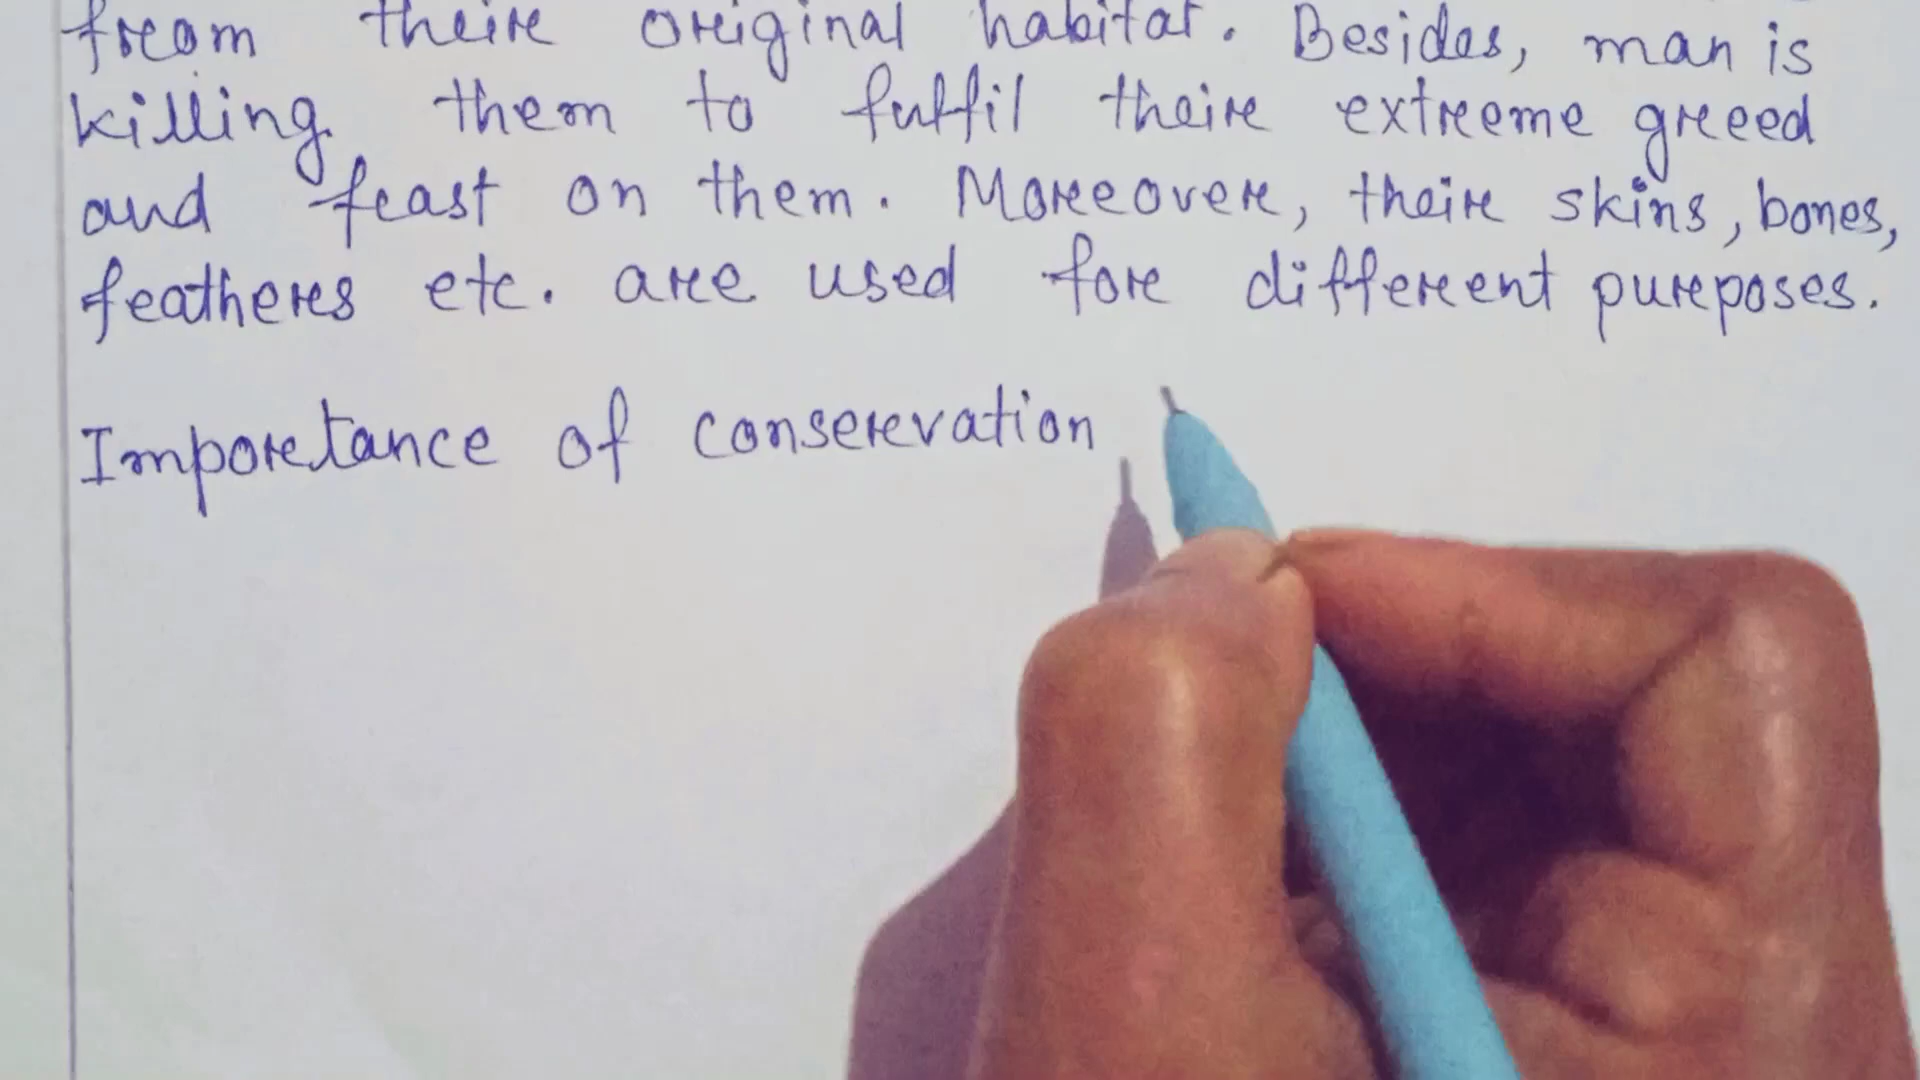 from their original habitat. Besides, man is
killing them to fulfil their extreme greed
and feast on them. Moreover, their skins, bones,
feathers etc. are used for different purposes.
Importance of conservation